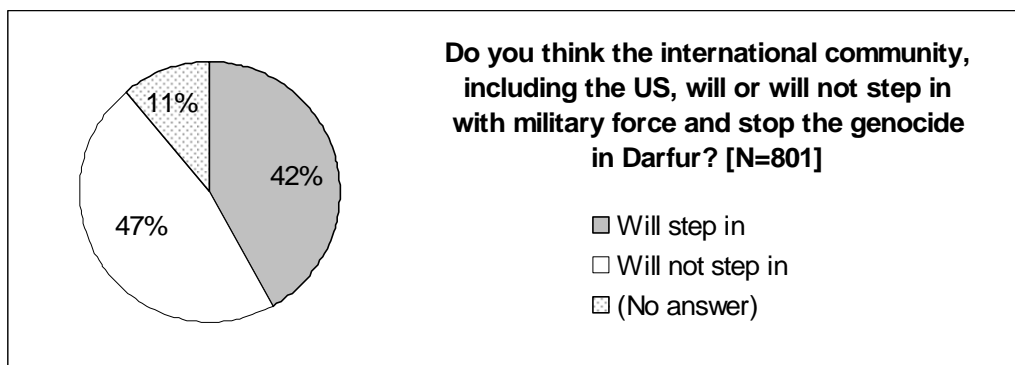 Do you think the international community,
including the US, will or will not step in
with military force and stop the genocide
in Darfur? [N=801]
11%
42%
47%
Will step in
Will not step in
(No answer)